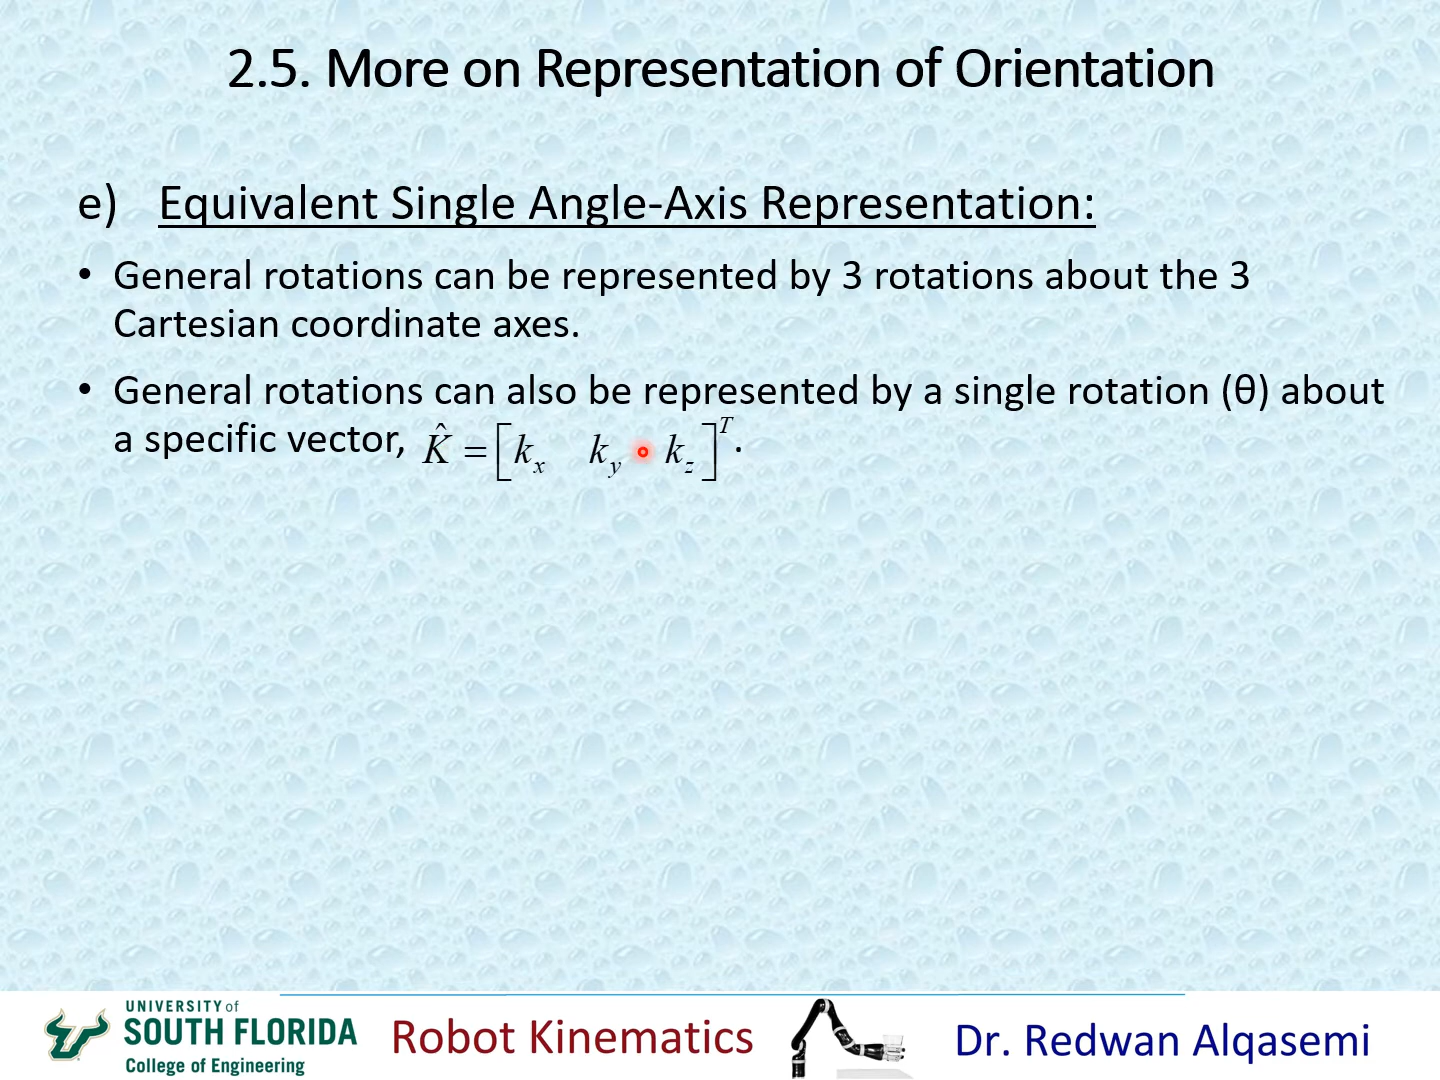 2.5. More on Representation of Orientation
e) Equivalent Single Angle-Axis Representation:
• General rotations can be represented by 3 rotations about the 3
Cartesian coordinate axes.
• General rotations can also be represented by a single rotation (θ) about
a specific vector, K̂ = [k_x k_y k_z]^T.
UNIVERSITY of
SOUTH FLORIDA
College of Engineering
Robot Kinematics
Dr. Redwan Alqasemi